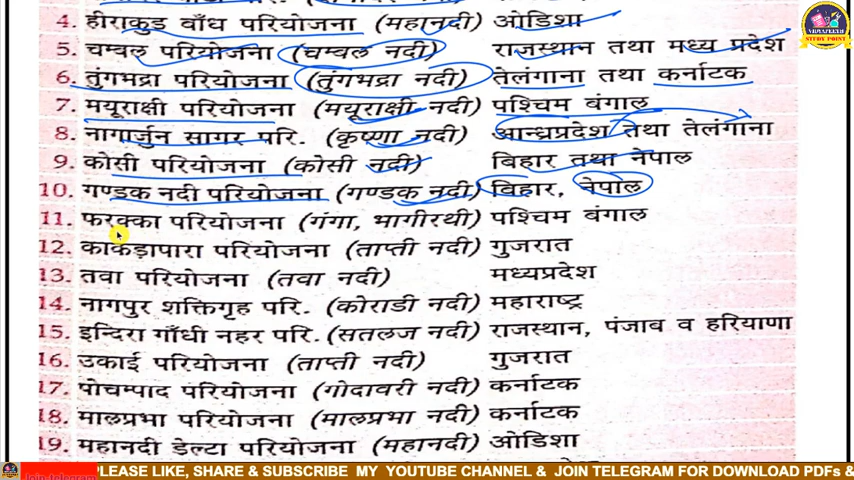 4. हीराकुड बाँध परियोजना (महानदी) ओडिशा
5. चम्बल परियोजना (चम्बल नदी) राजस्थान तथा मध्य प्रदेश
6. तुंगभद्रा परियोजना (तुंगभद्रा नदी) तेलंगाना तथा कर्नाटक
7. मयूराक्षी परियोजना (मयूराक्षी नदी) पश्चिम बंगाल
8. नागार्जुन सागर परि. (कृष्णा नदी) आन्ध्रप्रदेश तथा तेलंगाना
9. कोसी परियोजना (कोसी नदी) बिहार तथा नेपाल
10. गण्डक नदी परियोजना (गण्डक नदी) बिहार, नेपाल
11. फरक्का परियोजना (गंगा, भागीरथी) पश्चिम बंगाल
12. काकड़ापारा परियोजना (ताप्ती नदी) गुजरात
13. तवा परियोजना (तवा नदी) मध्यप्रदेश
14. नागपुर शक्तिगृह परि. (कोराडी नदी) महाराष्ट्र
15. इन्दिरा गाँधी नहर परि. (सतलज नदी) राजस्थान, पंजाब व हरियाणा
16. उकाई परियोजना (ताप्ती नदी) गुजरात
17. पोचम्पाद परियोजना (गोदावरी नदी) कर्नाटक
18. मालप्रभा परियोजना (मालप्रभा नदी) कर्नाटक
19. महानदी डेल्टा परियोजना (महानदी) ओडिशा
VIDYAPEETH
STUDY POINT
Join telegram
PLEASE LIKE, SHARE & SUBSCRIBE MY YOUTUBE CHANNEL & JOIN TELEGRAM FOR DOWNLOAD PDFs &